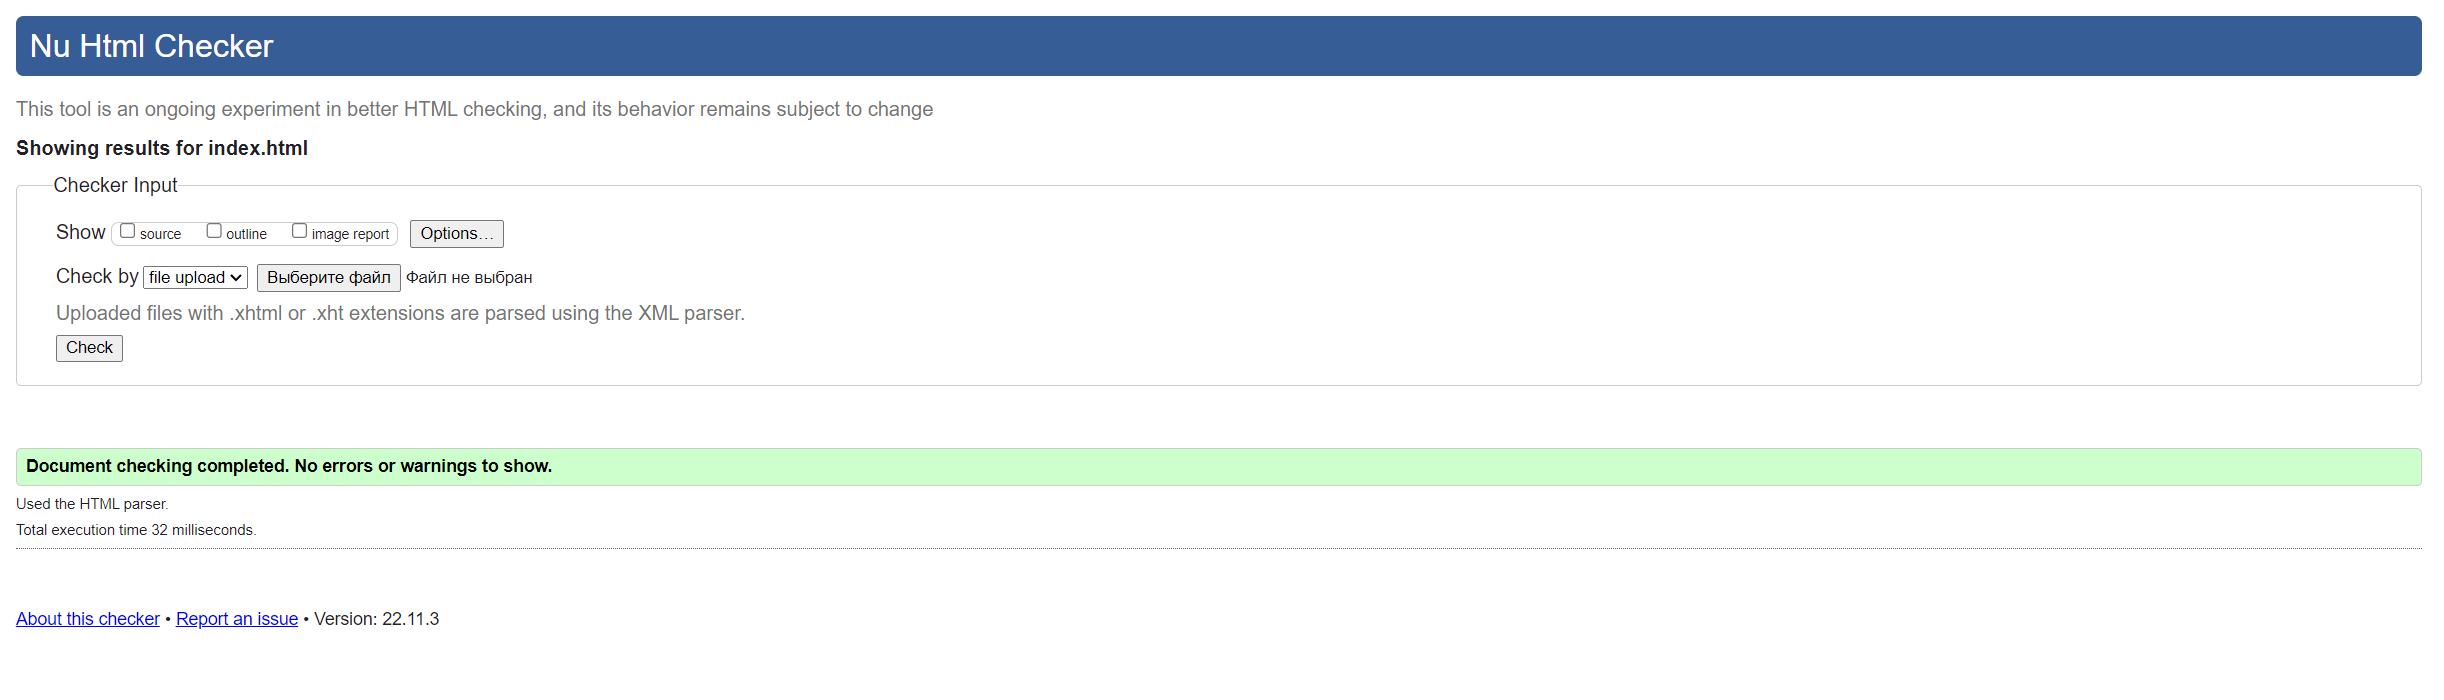 Nu Html Checker
This tool is an ongoing experiment in better HTML checking, and its behavior remains subject to change
Showing results for index.html
Checker Input
Show source outline image report Options…
Check by file upload Выберите файл Файл не выбран
Uploaded files with .xhtml or .xht extensions are parsed using the XML parser.
Check
Document checking completed. No errors or warnings to show.
Used the HTML parser.
Total execution time 32 milliseconds.
About this checker • Report an issue • Version: 22.11.3